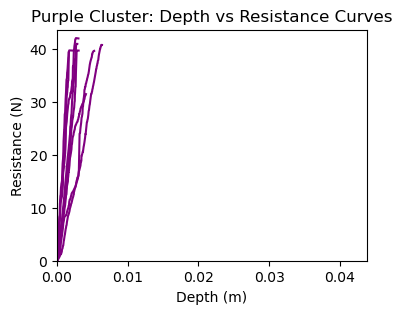 Purple Cluster: Depth vs Resistance Curves
Resistance (N)
40
30
20
10
0
0.00 0.01 0.02 0.03 0.04
Depth (m)